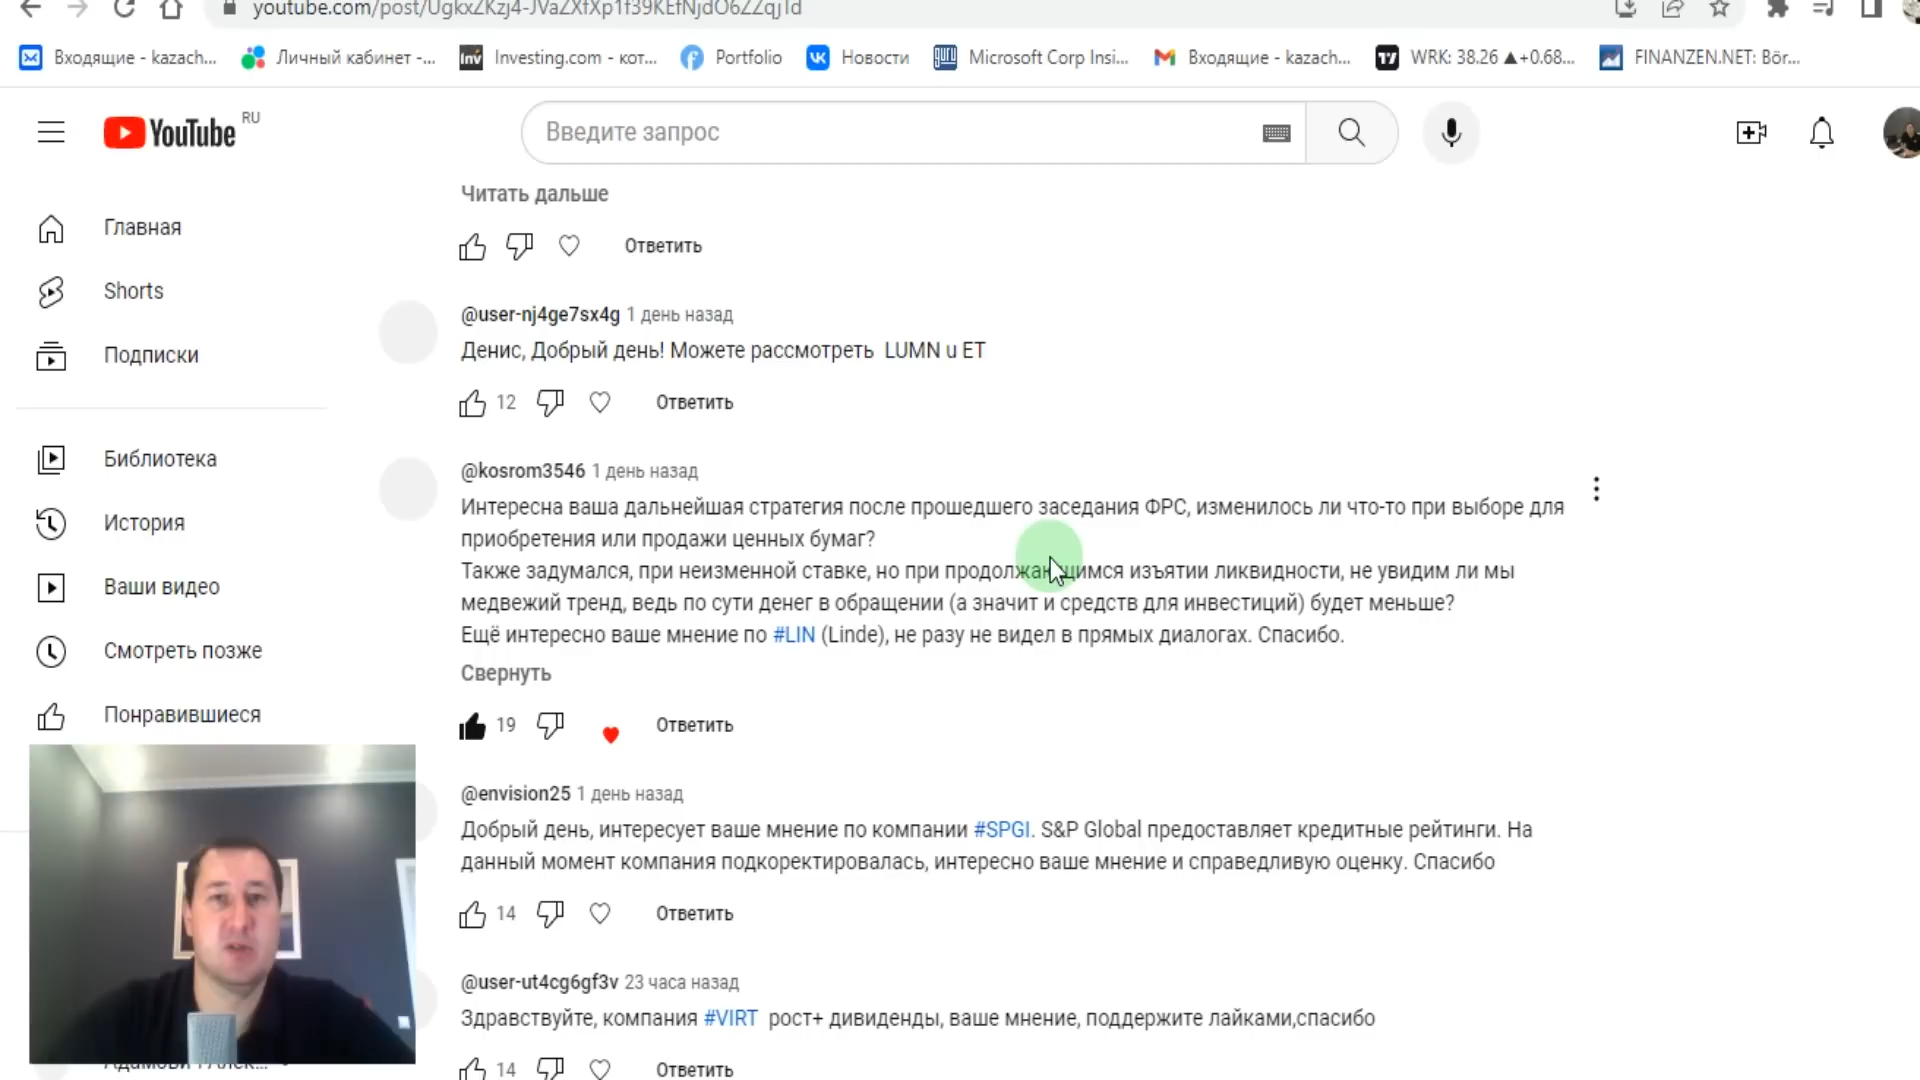 youtube.com/post/UgkxZKzj4-JVaZXfXp1f39KEfNjdO6ZZqj1d
Входящие - kazach...
Личный кабинет -...
Inv
Investing.com - кот...
Portfolio
Новости
guru
Microsoft Corp Insi...
Входящие - kazach...
WRK: 38.26 ▲+0.68...
FINANZEN.NET: Bör...
YouTube RU
Введите запрос
Читать дальше
Главная
Ответить
Shorts
@user-nj4ge7sx4g 1 день назад
Денис, Добрый день! Можете рассмотреть LUMN и ET
Подписки
12
Ответить
Библиотека
@kosrom3546 1 день назад
Интересна ваша дальнейшая стратегия после прошедшего заседания ФРС, изменилось ли что-то при выборе для
приобретения или продажи ценных бумаг?
История
Также задумался, при неизменной ставке, но при продолжающимся изъятии ликвидности, не увидим ли мы
Ваши видео
медвежий тренд, ведь по сути денег в обращении (а значит и средств для инвестиций) будет меньше?
Ещё интересно ваше мнение по #LIN (Linde), не разу не видел в прямых диалогах. Спасибо.
Смотреть позже
Свернуть
Понравившиеся
19
Ответить
@envision25 1 день назад
Добрый день, интересует ваше мнение по компании #SPGI. S&P Global предоставляет кредитные рейтинги. На
данный момент компания подкоректировалась, интересно ваше мнение и справедливую оценку. Спасибо
14
Ответить
@user-ut4cg6gf3v 23 часа назад
Здравствуйте, компания #VIRT рост+ дивиденды, ваше мнение, поддержите лайками,спасибо
14
Ответить